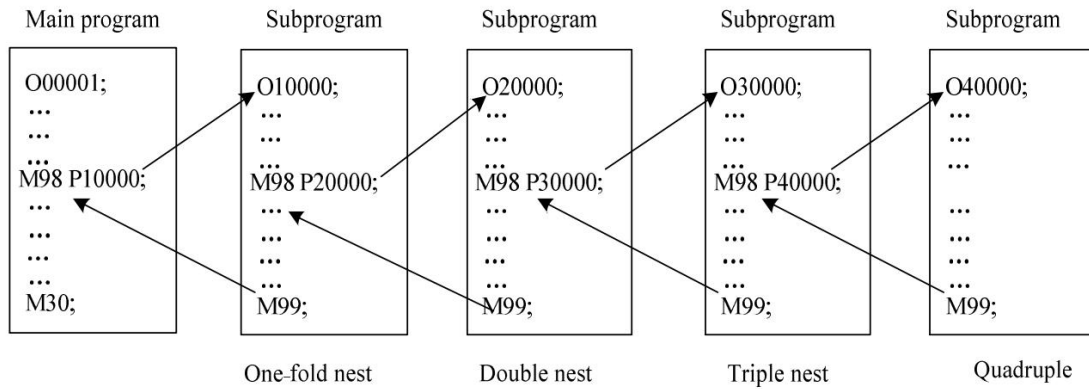 Main program
O00001;
...
...
...
M98 P10000;
...
...
...
...
M30;
Subprogram
O10000;
...
...
...
M98 P20000;
...
...
...
...
M99;
One-fold nest
Subprogram
O20000;
...
...
...
M98 P30000;
...
...
...
...
M99;
Double nest
Subprogram
O30000;
...
...
...
M98 P40000;
...
...
...
...
M99;
Triple nest
Subprogram
O40000;
...
...
...
...
...
...
...
M99;
Quadruple